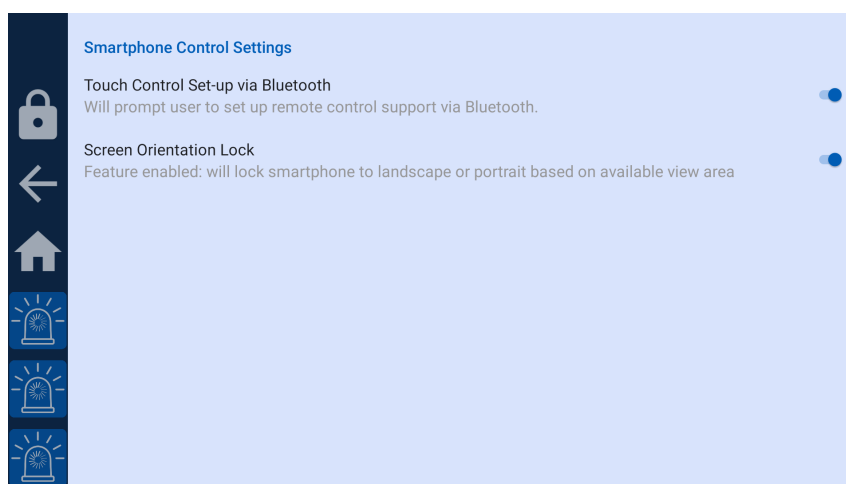 Smartphone Control Settings
Touch Control Set-up via Bluetooth
Will prompt user to set up remote control support via Bluetooth.
Screen Orientation Lock
Feature enabled: will lock smartphone to landscape or portrait based on available view area